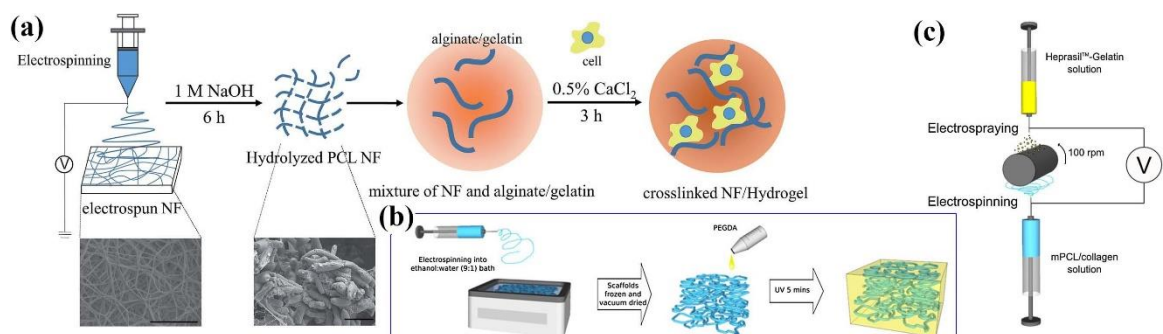 (a)
Electrospinning
V
electrospun NF
1 M NaOH
6 h
Hydrolyzed PCL NF
alginate/gelatin
mixture of NF and alginate/gelatin
cell
0.5% CaCl₂
3 h
crosslinked NF/Hydrogel
(b)
Electrospinning into
ethanol:water (9:1) bath
Scaffolds
frozen and
vacuum dried
PEGDA
UV 5 mins
(c)
Heprasil™-Gelatin
solution
Electrospraying
100 rpm
V
Electrospinning
mPCL/collagen
solution